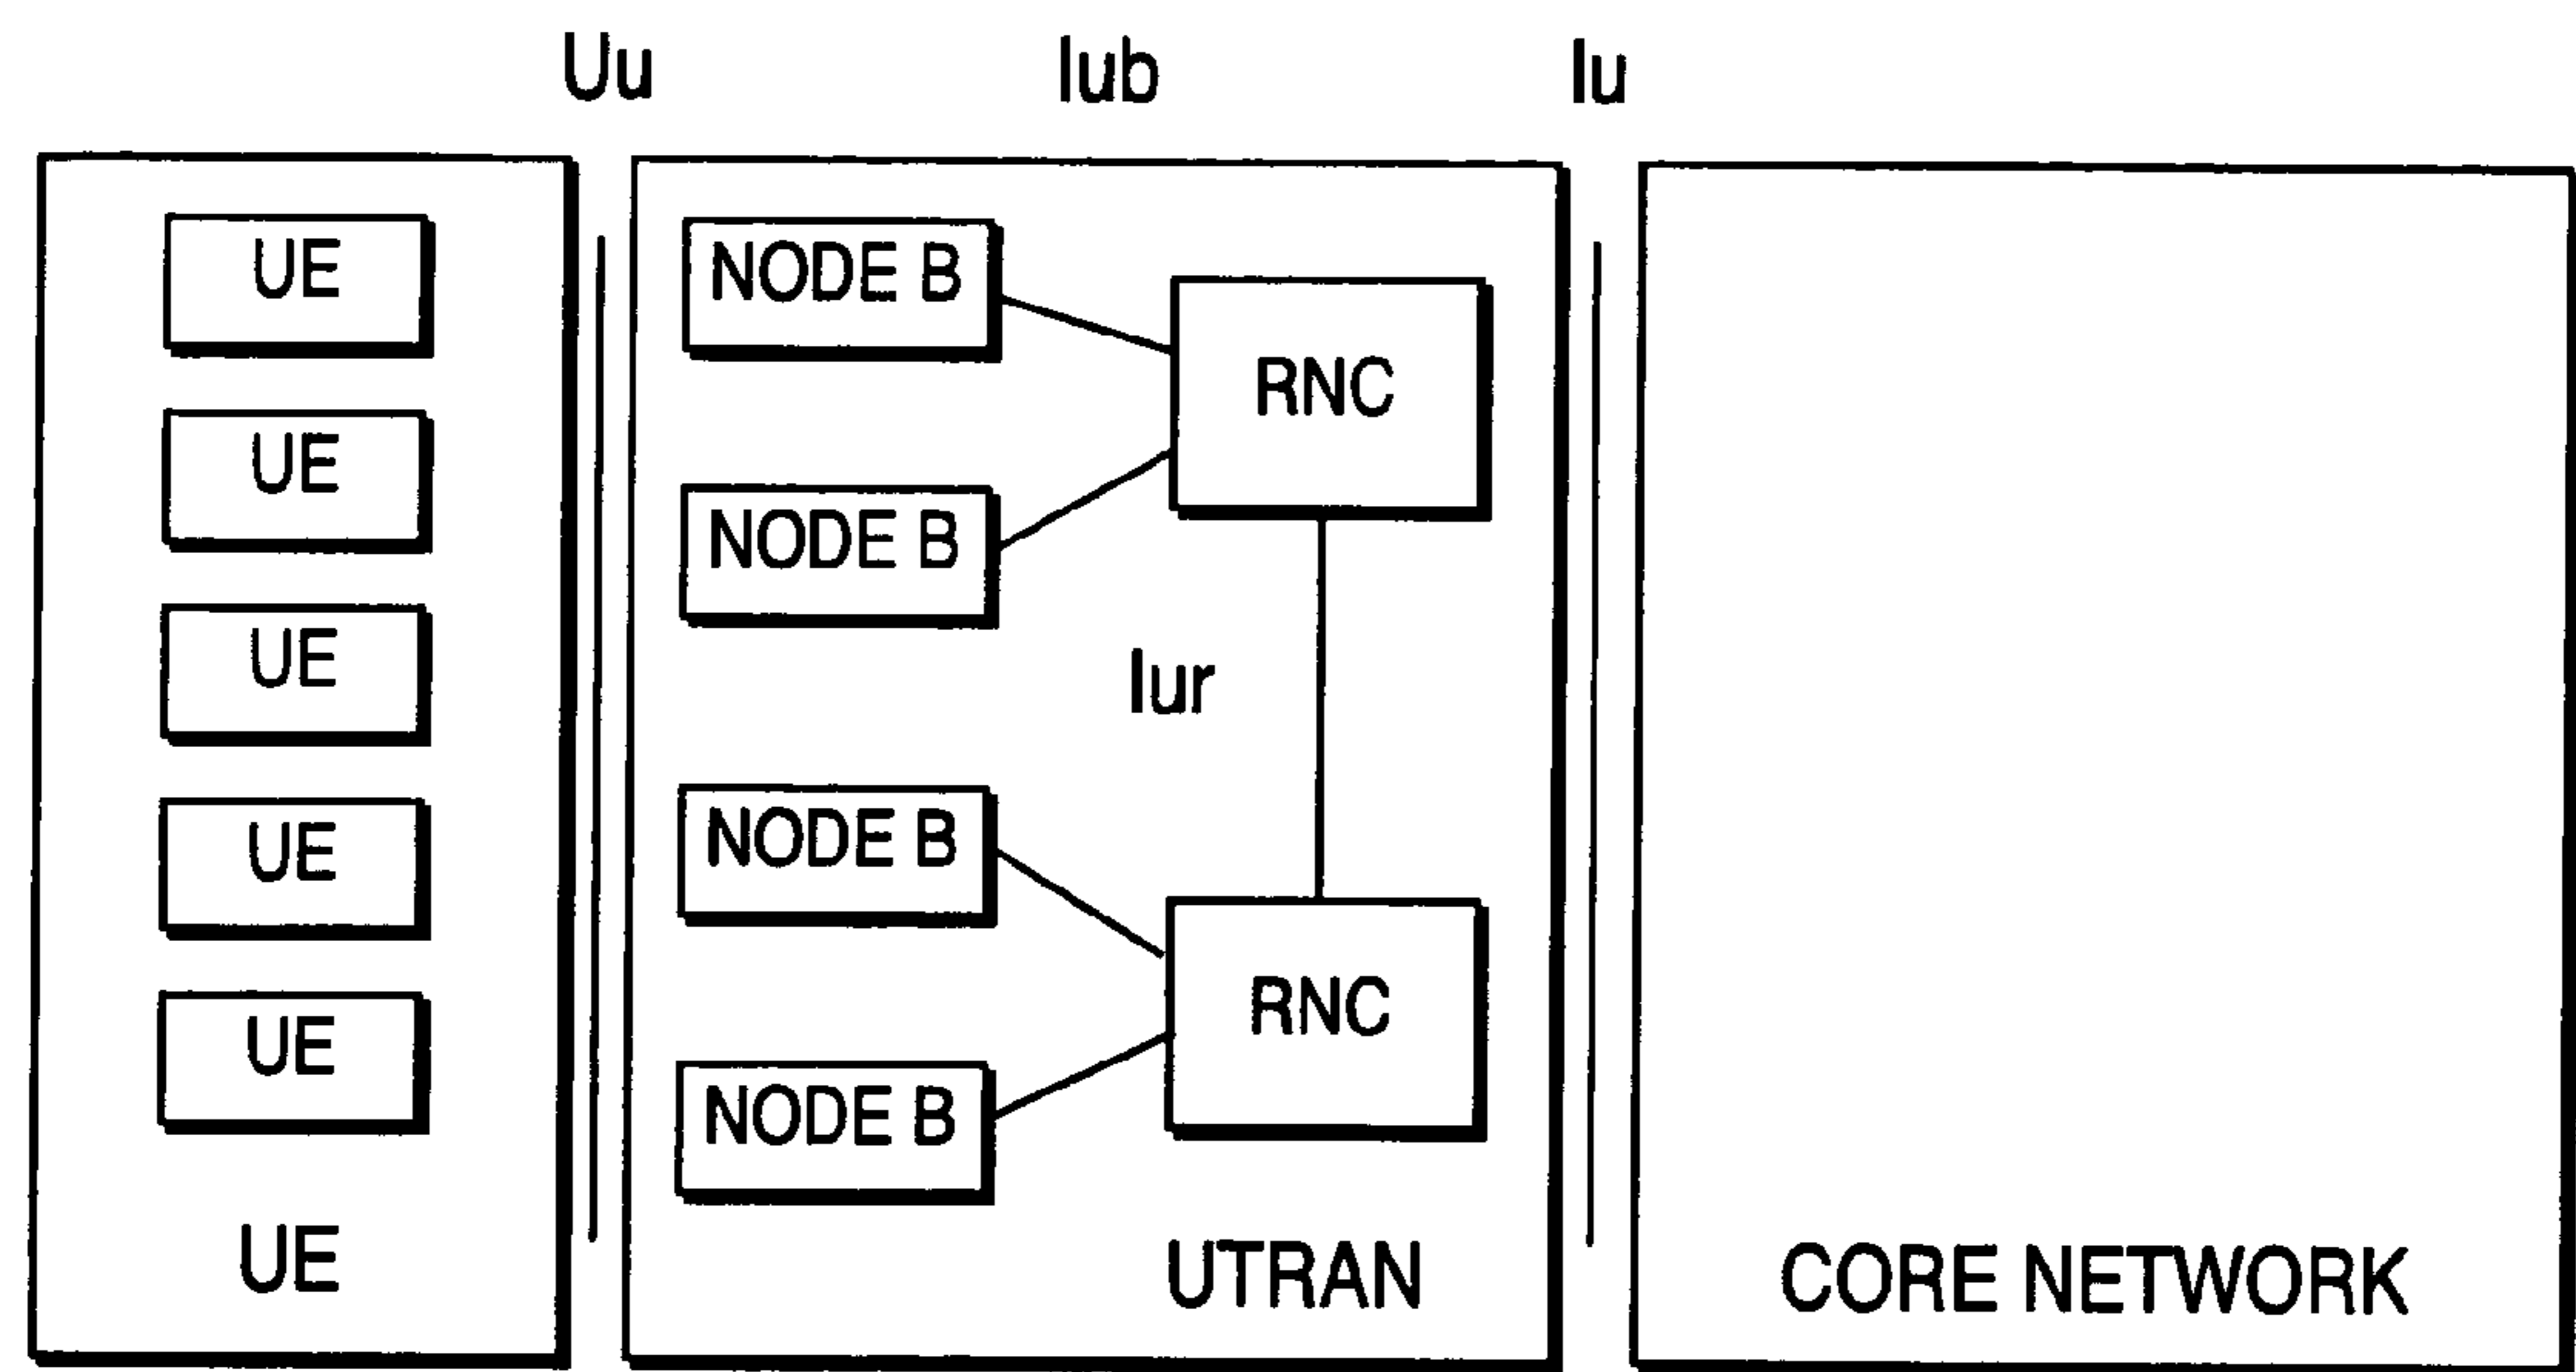 Uu
Iub
Iu
UE
UE
UE
UE
UE
UE
NODE B
NODE B
NODE B
NODE B
RNC
Iur
RNC
UTRAN
CORE NETWORK